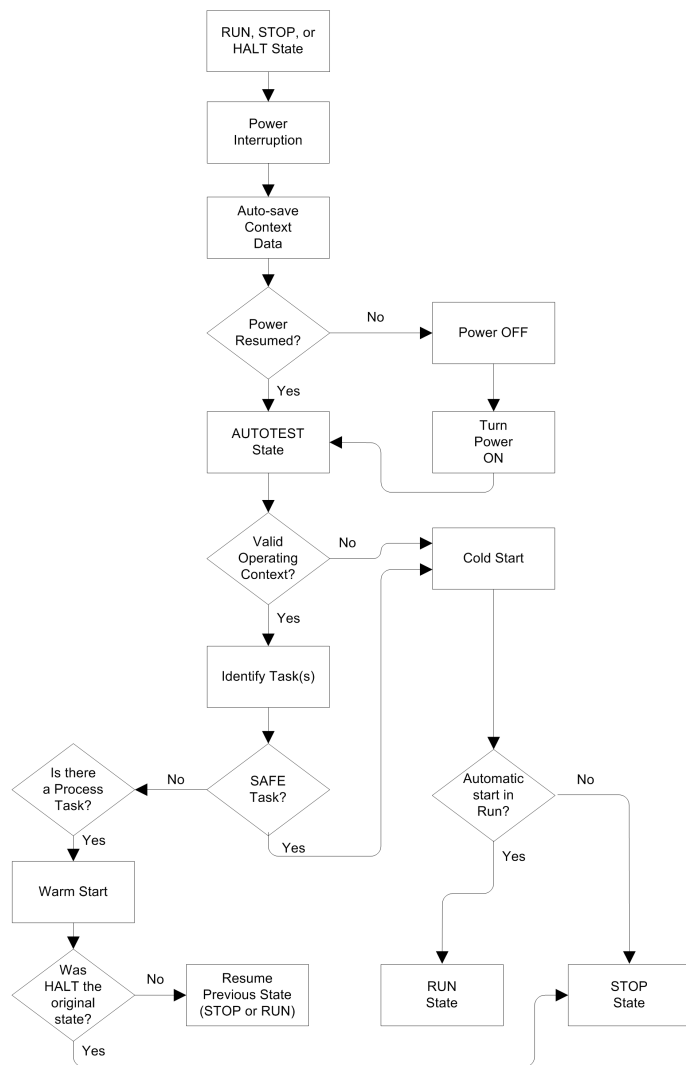 RUN, STOP, or
HALT State
Power
Interruption
Auto-save
Context
Data
Power
Resumed?
No
Power OFF
Yes
AUTOTEST
State
Turn
Power
ON
Valid
Operating
Context?
No
Cold Start
Yes
Identify Task(s)
Is there
a Process
Task?
No
SAFE
Task?
Automatic
start in
Run?
No
Yes
Yes
Yes
Warm Start
Was
HALT the
original
state?
No
Resume
Previous State
(STOP or RUN)
RUN
State
STOP
State
Yes